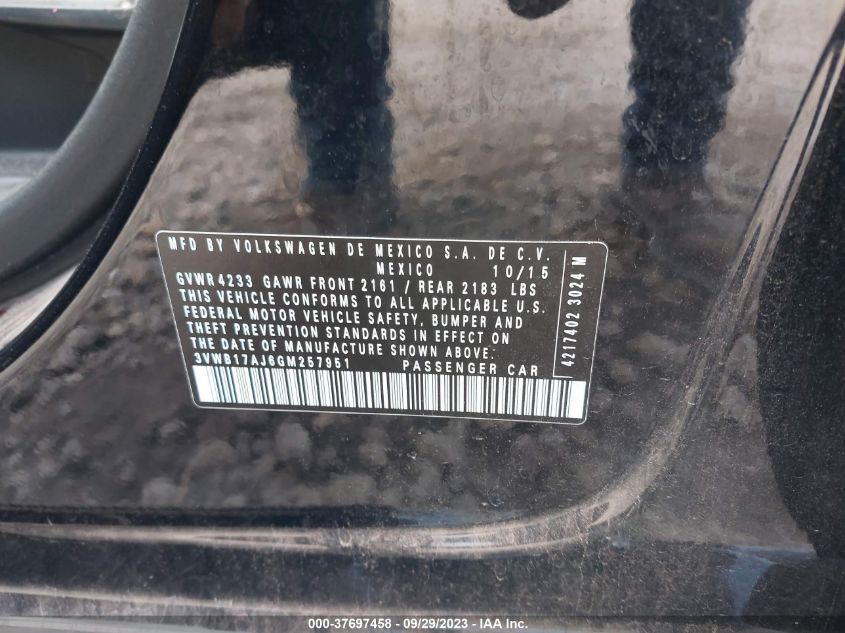 MFD BY VOLKSWAGEN DE MEXICO S.A. DE C.V.
MEXICO 10/15
GVWR 4233 GAWR FRONT 2161 / REAR 2183 LBS
THIS VEHICLE CONFORMS TO ALL APPLICABLE U.S.
FEDERAL MOTOR VEHICLE SAFETY, BUMPER AND
THEFT PREVENTION STANDARDS IN EFFECT ON
THE DATE OF MANUFACTURE SHOWN ABOVE.
3VWB17AJ6GM257951 PASSENGER CAR
4217402 3024 M
000-37697458 - 09/29/2023 - IAA Inc.